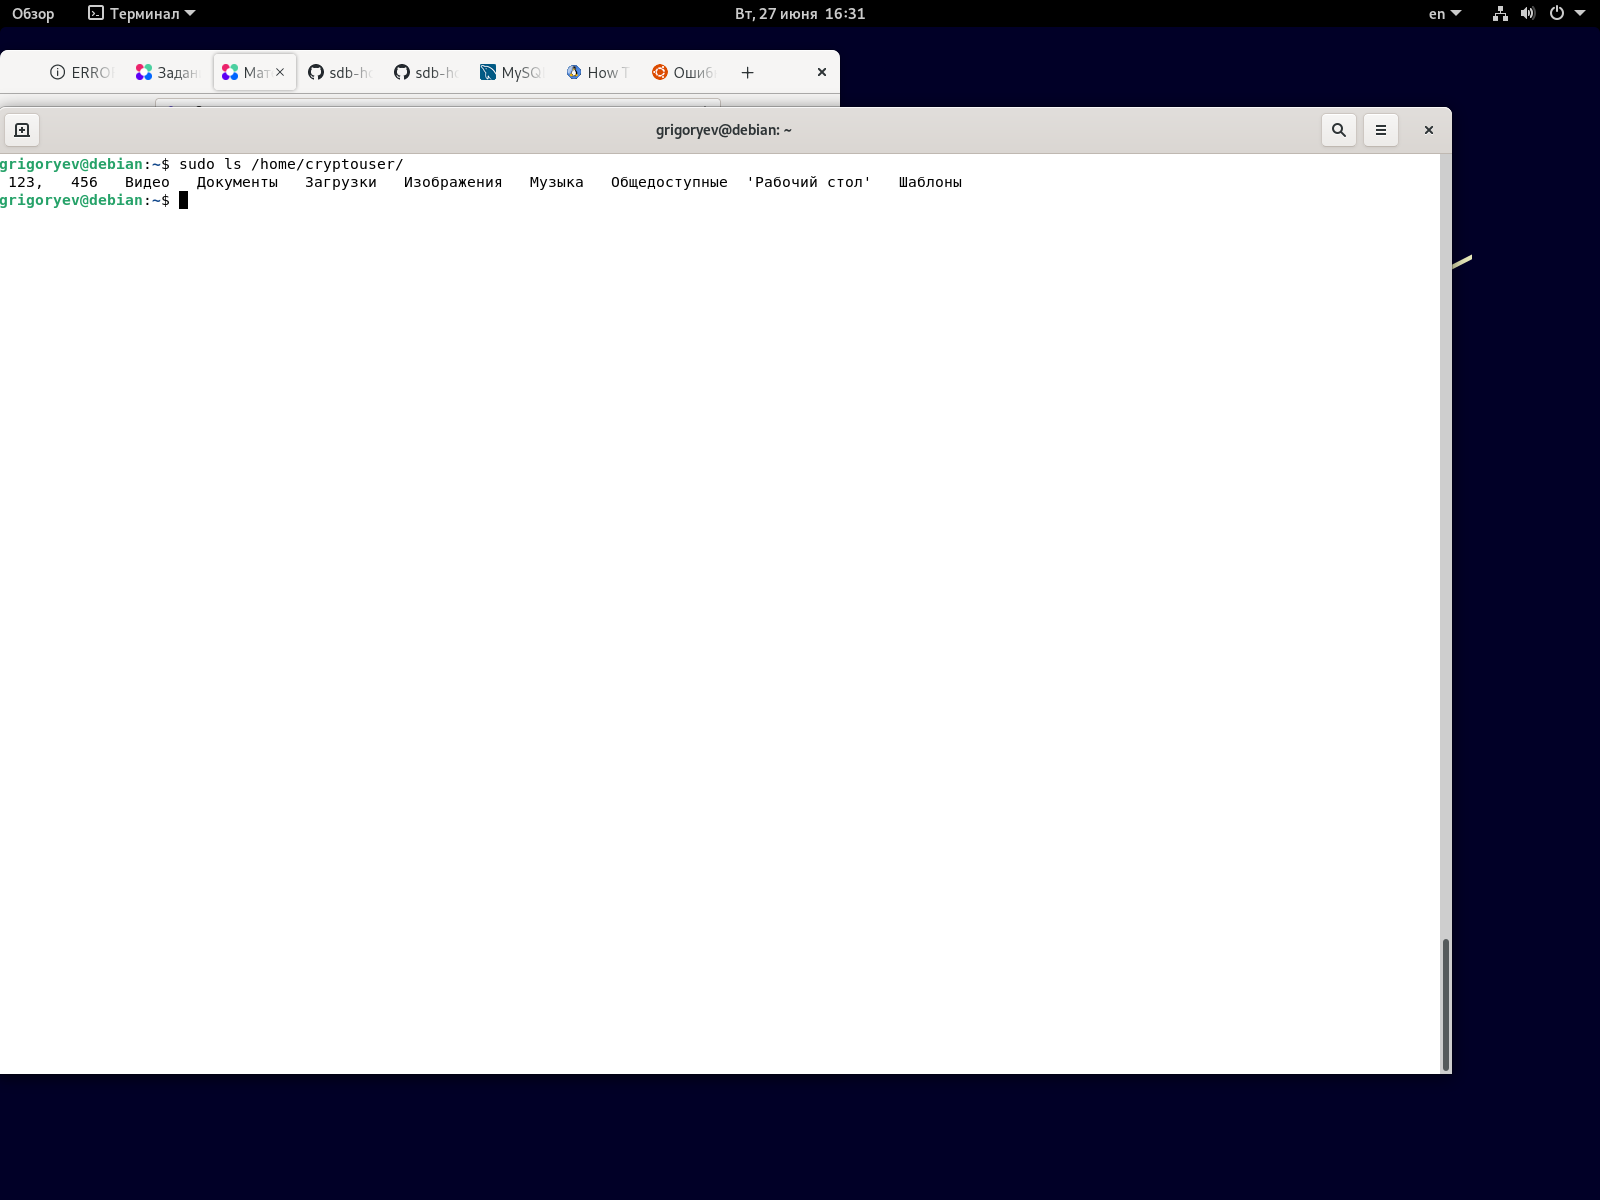 Обзор Терминал Вт, 27 июня 16:31 en
ERRO Задан Мат sdb-h sdb-h MySQ How T Ошиб
grigoryev@debian: ~
grigoryev@debian:~$ sudo ls /home/cryptouser/
123, 456 Видео Документы Загрузки Изображения Музыка Общедоступные 'Рабочий стол' Шаблоны
grigoryev@debian:~$